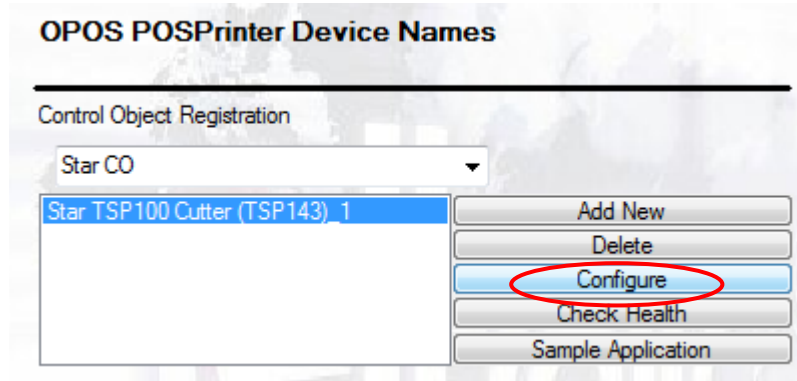 OPOS POSPrinter Device Names
Control Object Registration
Star CO
Star TSP100 Cutter (TSP143)_1
Add New
Delete
Configure
Check Health
Sample Application